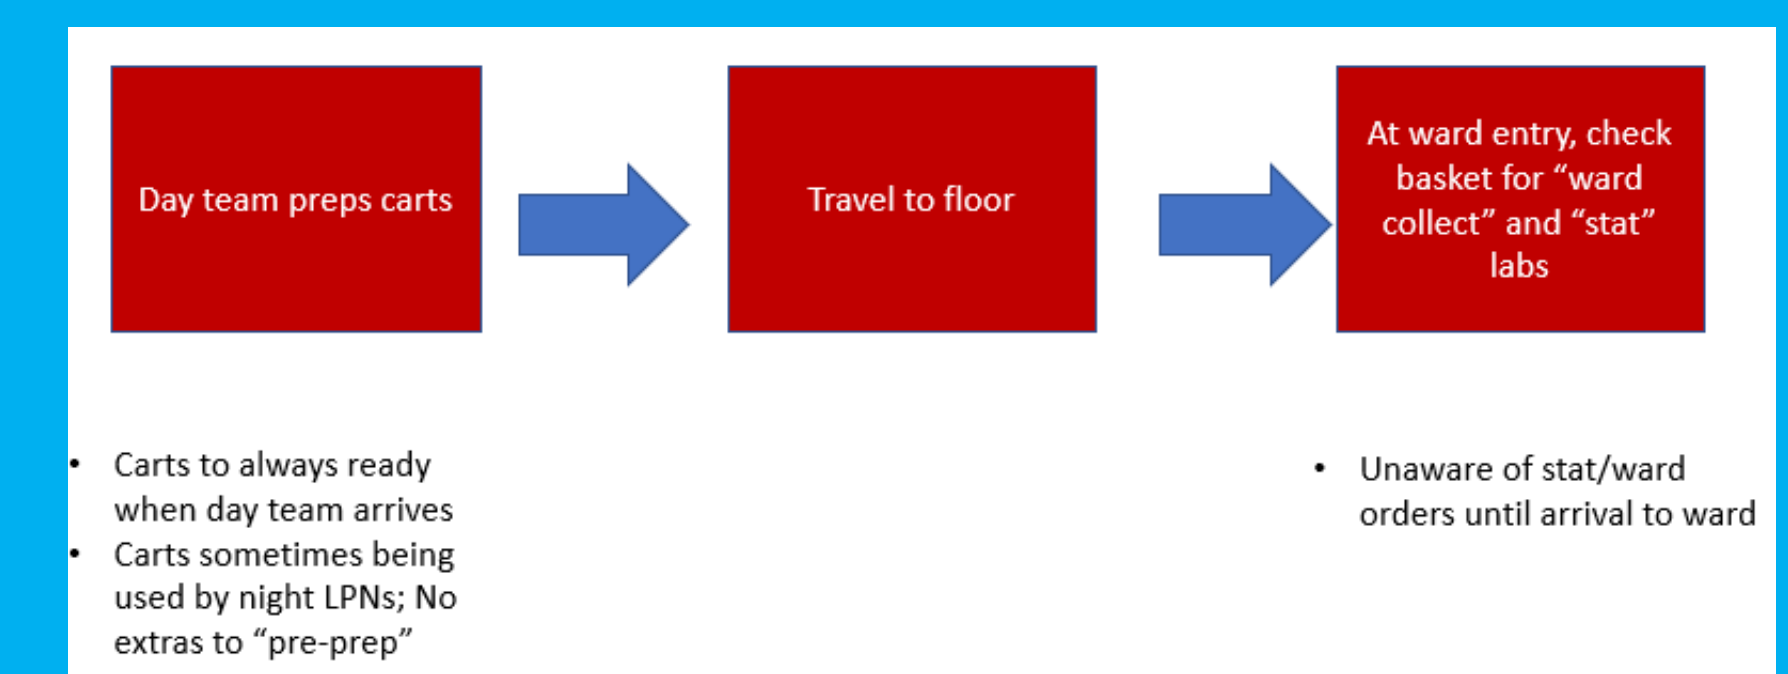 Day team preps carts
Travel to floor
At ward entry, check
basket for “ward
collect” and “stat”
labs
• Carts to always ready
when day team arrives
• Carts sometimes being
used by night LPNs; No
extras to “pre-prep”
• Unaware of stat/ward
orders until arrival to ward